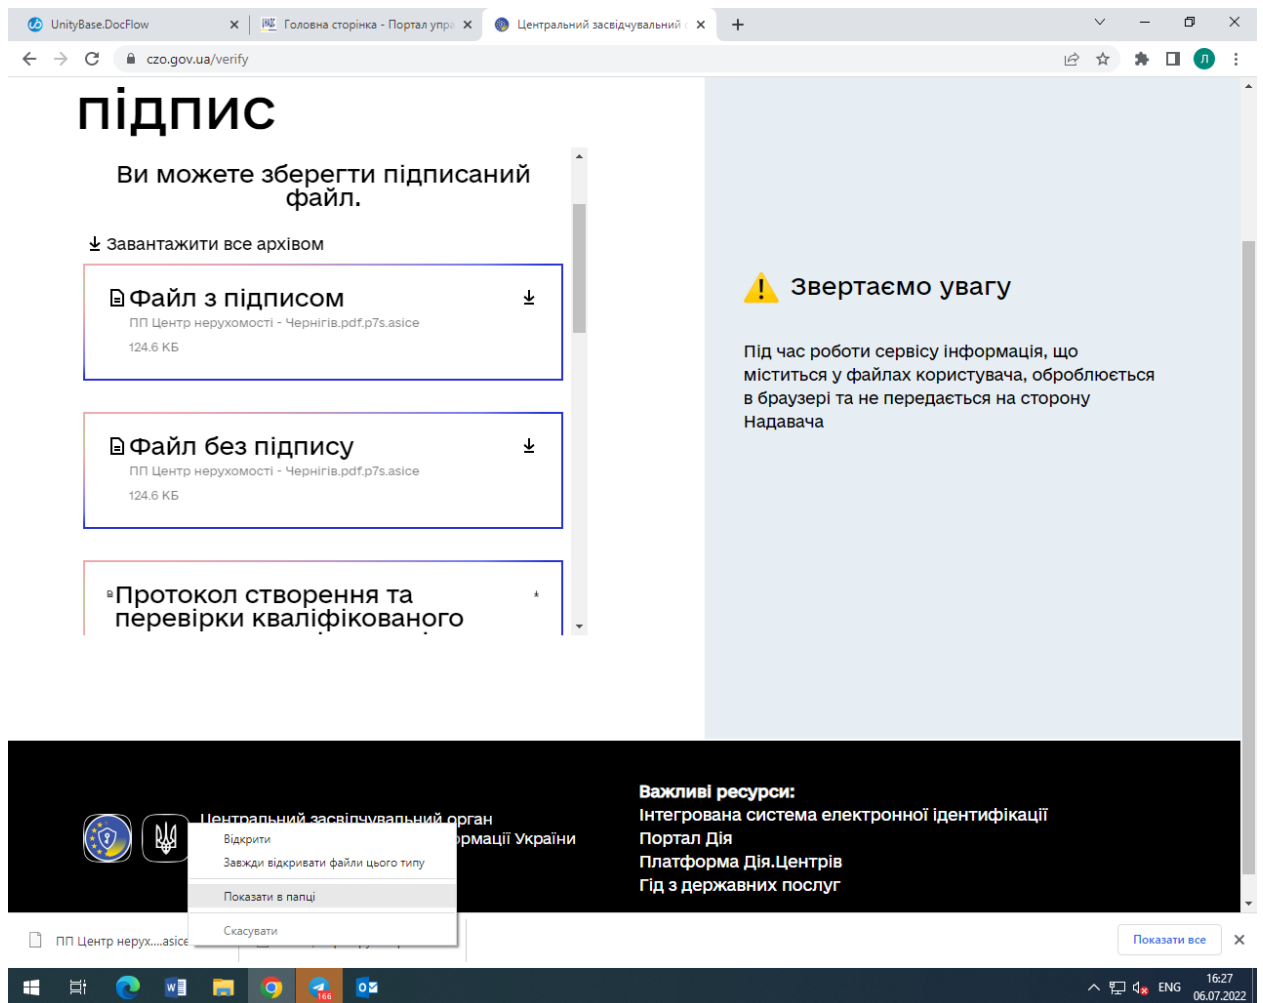 UnityBase.DocFlow
Головна сторінка - Портал упра
Центральний засвідчувальний
czo.gov.ua/verify
Л
підпис
Ви можете зберегти підписаний
файл.
Завантажити все архівом
Файл з підписом
ПП Центр нерухомості - Чернігів.pdf.p7s.asice
124.6 КБ
Файл без підпису
ПП Центр нерухомості - Чернігів.pdf.p7s.asice
124.6 КБ
Протокол створення та
перевірки кваліфікованого
Звертаємо увагу
Під час роботи сервісу інформація, що
міститься у файлах користувача, оброблюється
в браузері та не передається на сторону
Надавача
Центральний засвідчувальний орган
рмації України
Важливі ресурси:
Інтегрована система електронної ідентифікації
Портал Дія
Платформа Дія.Центрів
Гід з державних послуг
Відкрити
Завжди відкривати файли цього типу
Показати в папці
Скасувати
ПП Центр нерух....asice
Показати все
166
ENG
16:27
06.07.2022